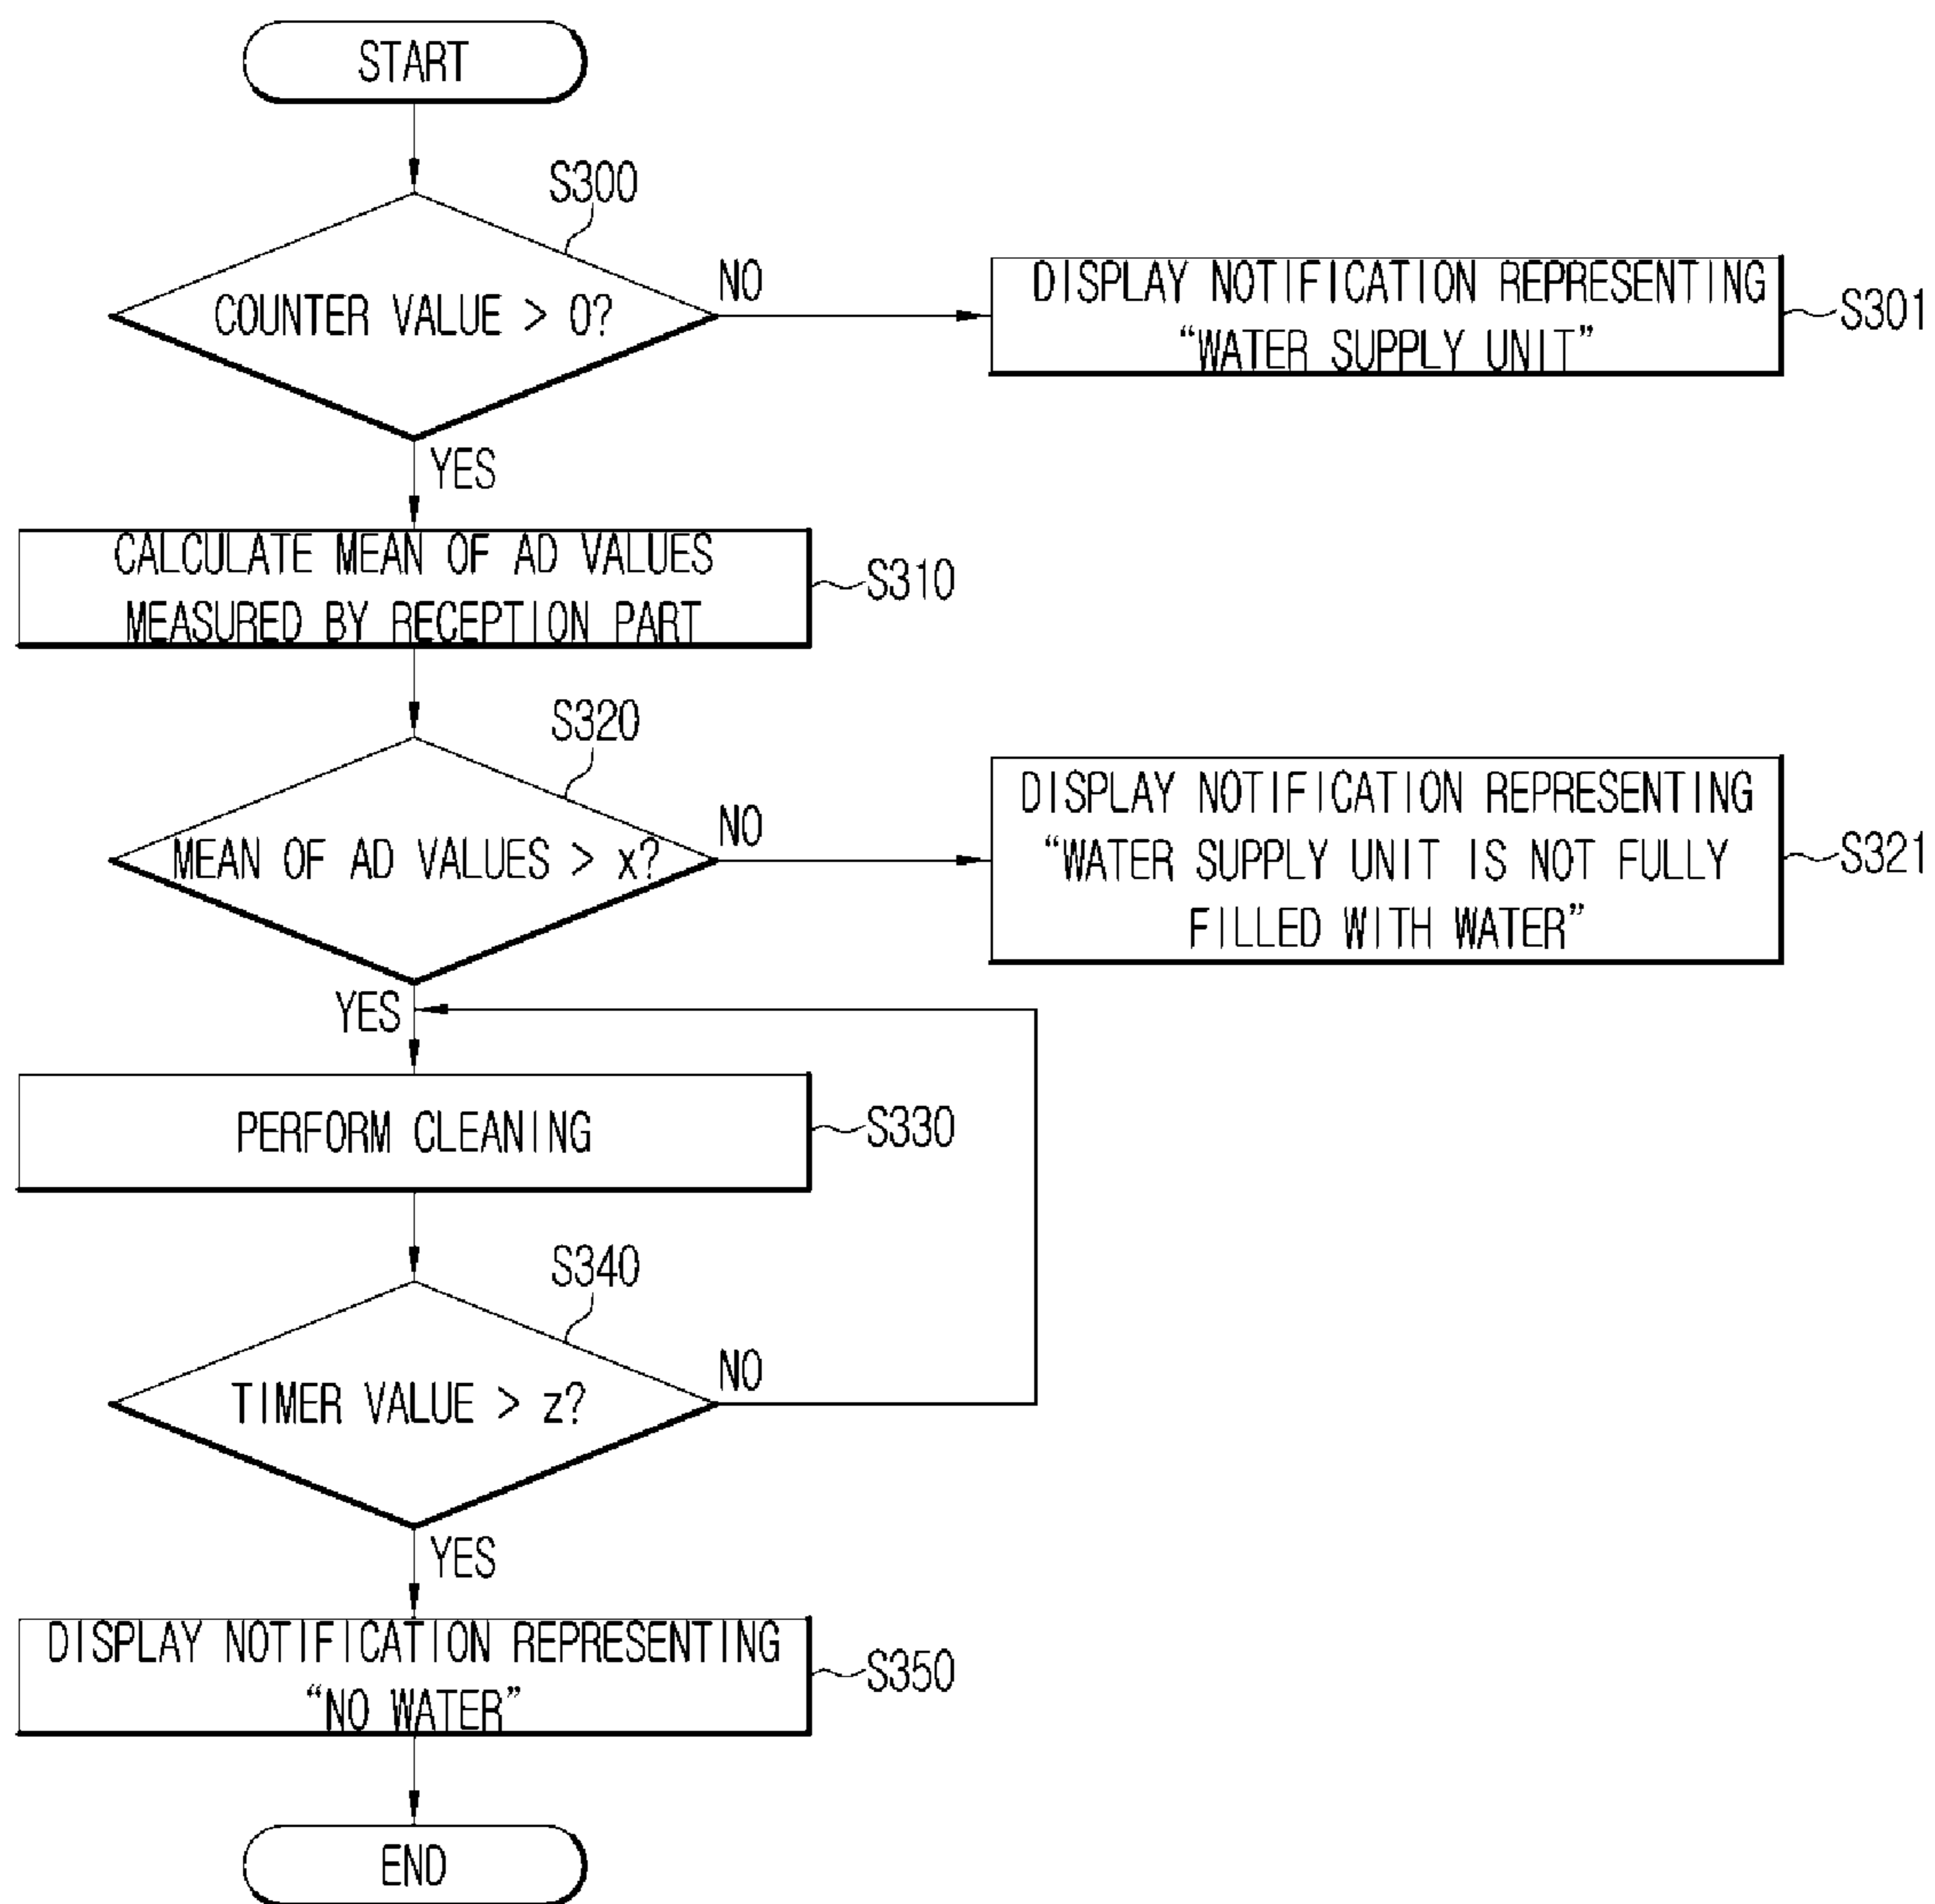 START
S300
COUNTER VALUE > 0?
NO
DISPLAY NOTIFICATION REPRESENTING
“WATER SUPPLY UNIT”
S301
YES
CALCULATE MEAN OF AD VALUES
MEASURED BY RECEPTION PART
S310
S320
MEAN OF AD VALUES > x?
NO
DISPLAY NOTIFICATION REPRESENTING
“WATER SUPPLY UNIT IS NOT FULLY
FILLED WITH WATER”
S321
YES
PERFORM CLEANING
S330
S340
TIMER VALUE > z?
NO
YES
DISPLAY NOTIFICATION REPRESENTING
“NO WATER”
S350
END